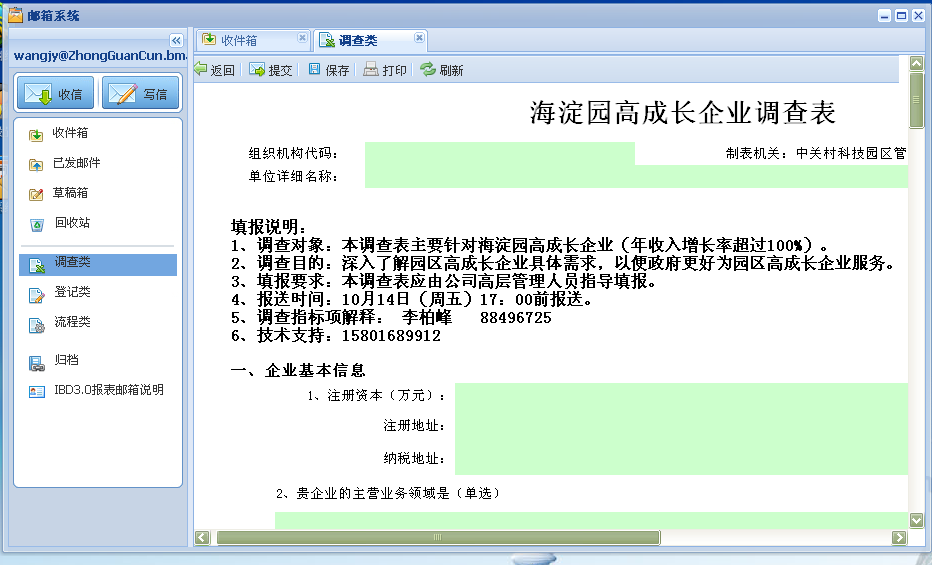 邮箱系统
wangjy@ZhongGuanCun.bm
收信
写信
收件箱
已发邮件
草稿箱
回收站
调查类
登记类
流程类
归档
IBD3.0报表邮箱说明
收件箱
调查类
返回
提交
保存
打印
刷新
海淀园高成长企业调查表
组织机构代码：
制表机关：中关村科技园区管
单位详细名称：
填报说明：
1、调查对象：本调查表主要针对海淀园高成长企业（年收入增长率超过100%）。
2、调查目的：深入了解园区高成长企业具体需求，以便政府更好为园区高成长企业服务。
3、填报要求：本调查表应由公司高层管理人员指导填报。
4、报送时间：10月14日（周五）17：00前报送。
5、调查指标项解释： 李柏峰 88496725
6、技术支持：15801689912
一、企业基本信息
1、注册资本（万元）：
注册地址：
纳税地址：
2、贵企业的主营业务领域是（单选）